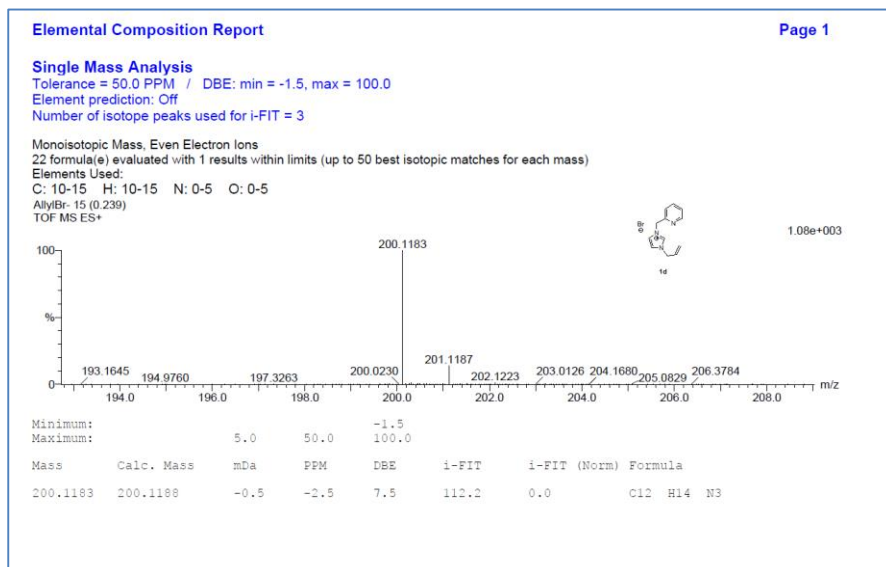 Elemental Composition Report Page 1
Single Mass Analysis
Tolerance = 50.0 PPM / DBE: min = -1.5, max = 100.0
Element prediction: Off
Number of isotope peaks used for i-FIT = 3
Monoisotopic Mass, Even Electron Ions
22 formula(e) evaluated with 1 results within limits (up to 50 best isotopic matches for each mass)
Elements Used:
C: 10-15 H: 10-15 N: 0-5 O: 0-5
AllylBr- 15 (0.239)
TOF MS ES+
Br
⊖
N
N
⊕
N
1d
1.08e+003
100
%
0
200.1183
193.1645
194.9760
197.3263
200.0230
201.1187
202.1223
203.0126
204.1680
205.0829
206.3784
m/z
194.0 196.0 198.0 200.0 202.0 204.0 206.0 208.0
Minimum: -1.5
Maximum: 5.0 50.0 100.0
Mass Calc. Mass mDa PPM DBE i-FIT i-FIT (Norm) Formula
200.1183 200.1188 -0.5 -2.5 7.5 112.2 0.0 C12 H14 N3